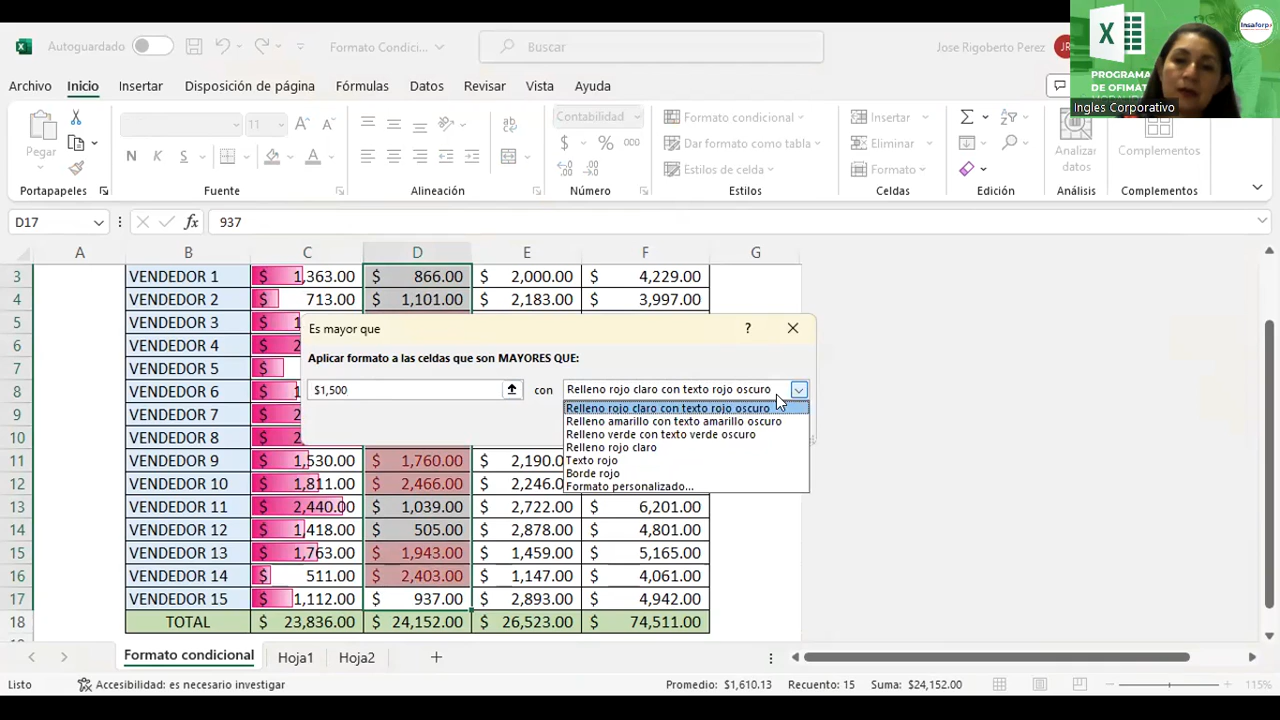 Autoguardado
Formato Condici...
Buscar
Jose Rigoberto Perez
JR
X
PROGRAMA
DE OFIMAT
Insaforp
Ingles Corporativo
Archivo Inicio Insertar Disposición de página Fórmulas Datos Revisar Vista Ayuda
Pegar
Portapapeles
11
N K S
Fuente
Alineación
Contabilidad
$ % 000
Número
Formato condicional
Dar formato como tabla
Estilos de celda
Estilos
Insertar
Eliminar
Formato
Celdas
Edición
Analizar
datos
Análisis
Complementos
Complementos
D17 fx 937
A B C D E F G
3 VENDEDOR 1 $ 1,363.00 $ 866.00 $ 2,000.00 $ 4,229.00
4 VENDEDOR 2 $ 713.00 $ 1,101.00 $ 2,183.00 $ 3,997.00
5 VENDEDOR 3 $ 1
6 VENDEDOR 4 $ 2
7 VENDEDOR 5 $
8 VENDEDOR 6 $ 1
9 VENDEDOR 7 $ 2
10 VENDEDOR 8 $ 2
11 VENDEDOR 9 $ 1,530.00 $ 1,760.00 $ 2,190.0
12 VENDEDOR 10 $ 1,811.00 $ 2,466.00 $ 2,246.0
13 VENDEDOR 11 $ 2,440.00 $ 1,039.00 $ 2,722.00 $ 6,201.00
14 VENDEDOR 12 $ 1,418.00 $ 505.00 $ 2,878.00 $ 4,801.00
15 VENDEDOR 13 $ 1,763.00 $ 1,943.00 $ 1,459.00 $ 5,165.00
16 VENDEDOR 14 $ 511.00 $ 2,403.00 $ 1,147.00 $ 4,061.00
17 VENDEDOR 15 $ 1,112.00 $ 937.00 $ 2,893.00 $ 4,942.00
18 TOTAL $ 23,836.00 $ 24,152.00 $ 26,523.00 $ 74,511.00
Es mayor que ?
Aplicar formato a las celdas que son MAYORES QUE:
$1,500 con Relleno rojo claro con texto rojo oscuro
Relleno rojo claro con texto rojo oscuro
Relleno amarillo con texto amarillo oscuro
Relleno verde con texto verde oscuro
Relleno rojo claro
Texto rojo
Borde rojo
Formato personalizado...
Formato condicional Hoja1 Hoja2
Listo Accesibilidad: es necesario investigar Promedio: $1,610.13 Recuento: 15 Suma: $24,152.00 115%